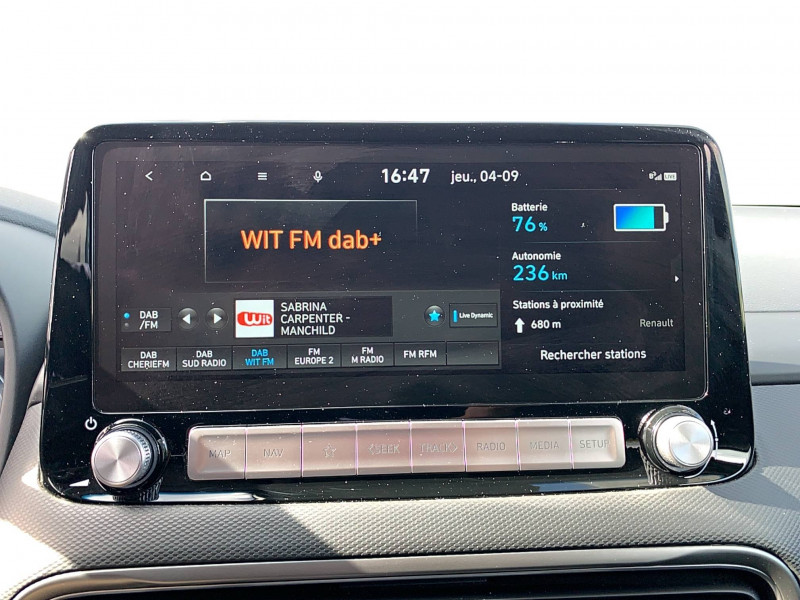 16:47 jeu., 04-09
LIVE
WIT FM dab+
Batterie
76 %
Autonomie
236 km
Stations à proximité
680 m Renault
Rechercher stations
DAB
/FM
Wit
SABRINA
CARPENTER -
MANCHILD
Live Dynamic
DAB
CHERIEFM
DAB
SUD RADIO
DAB
WIT FM
FM
EUROPE 2
FM
M RADIO
FM RFM
MAP NAV ☆ <SEEK TRACK> RADIO MEDIA SETUP